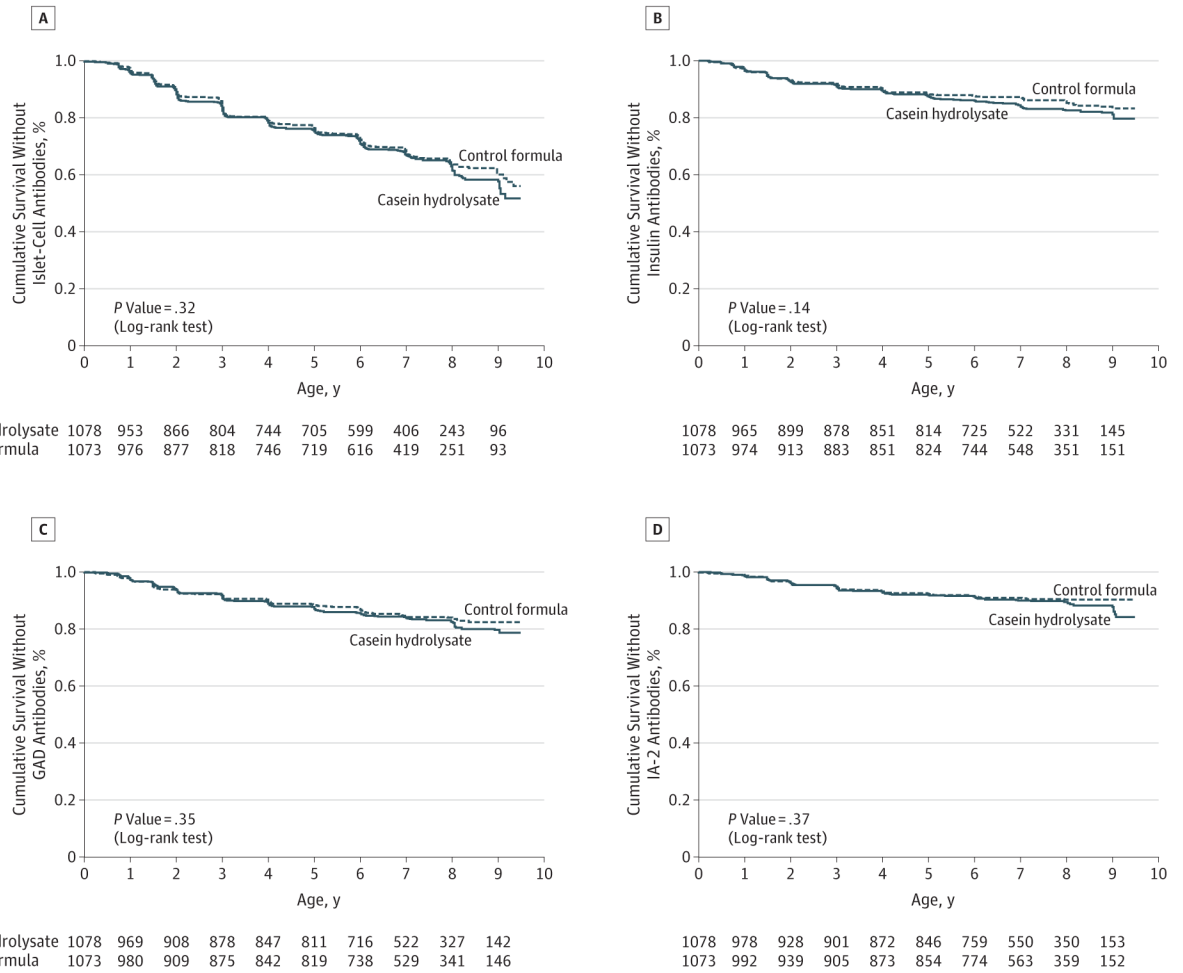 A
Cumulative Survival Without
Islet-Cell Antibodies, %
1.0
0.8
0.6
0.4
0.2
0
Control formula
Casein hydrolysate
P Value = .32
(Log-rank test)
0 1 2 3 4 5 6 7 8 9 10
Age, y
drolysate 1078 953 866 804 744 705 599 406 243 96
rmula 1073 976 877 818 746 719 616 419 251 93
B
Cumulative Survival Without
Insulin Antibodies, %
1.0
0.8
0.6
0.4
0.2
0
Control formula
Casein hydrolysate
P Value = .14
(Log-rank test)
0 1 2 3 4 5 6 7 8 9 10
Age, y
1078 965 899 878 851 814 725 522 331 145
1073 974 913 883 851 824 744 548 351 151
C
Cumulative Survival Without
GAD Antibodies, %
1.0
0.8
0.6
0.4
0.2
0
Control formula
Casein hydrolysate
P Value = .35
(Log-rank test)
0 1 2 3 4 5 6 7 8 9 10
Age, y
drolysate 1078 969 908 878 847 811 716 522 327 142
rmula 1073 980 909 875 842 819 738 529 341 146
D
Cumulative Survival Without
IA-2 Antibodies, %
1.0
0.8
0.6
0.4
0.2
0
Control formula
Casein hydrolysate
P Value = .37
(Log-rank test)
0 1 2 3 4 5 6 7 8 9 10
Age, y
1078 978 928 901 872 846 759 550 350 153
1073 992 939 905 873 854 774 563 359 152